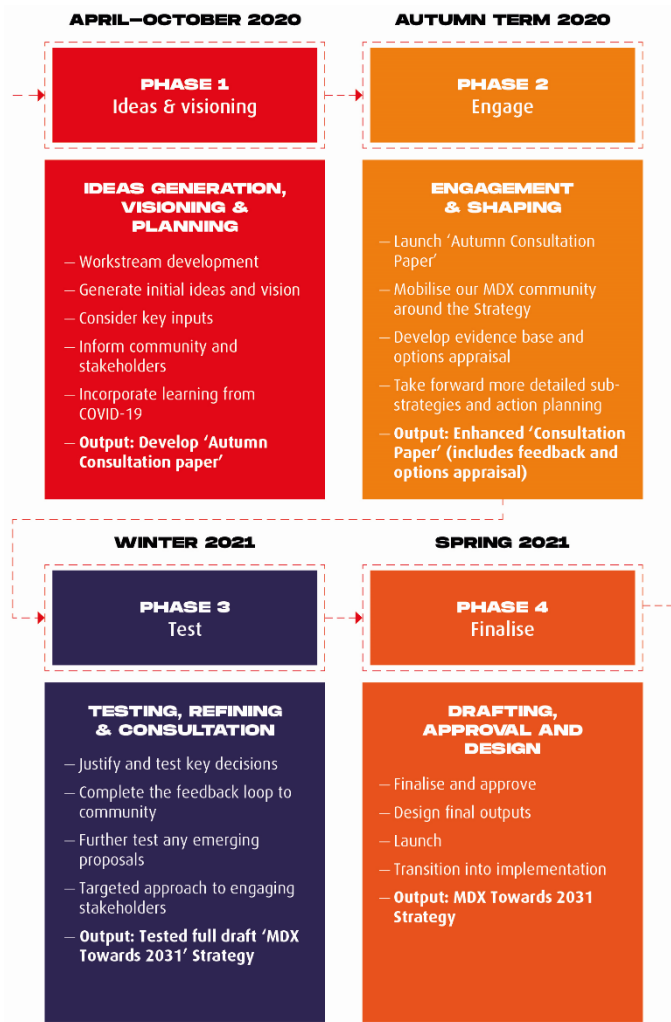 APRIL–OCTOBER 2020
PHASE 1
Ideas & visioning
IDEAS GENERATION,
VISIONING &
PLANNING
– Workstream development
– Generate initial ideas and vision
– Consider key inputs
– Inform community and
stakeholders
– Incorporate learning from
COVID-19
– Output: Develop ‘Autumn
Consultation paper’
AUTUMN TERM 2020
PHASE 2
Engage
ENGAGEMENT
& SHAPING
– Launch ‘Autumn Consultation
Paper’
– Mobilise our MDX community
around the Strategy
– Develop evidence base and
options appraisal
– Take forward more detailed sub-
strategies and action planning
– Output: Enhanced ‘Consultation
Paper’ (includes feedback and
options appraisal)
WINTER 2021
PHASE 3
Test
TESTING, REFINING
& CONSULTATION
– Justify and test key decisions
– Complete the feedback loop to
community
– Further test any emerging
proposals
– Targeted approach to engaging
stakeholders
– Output: Tested full draft ‘MDX
Towards 2031’ Strategy
SPRING 2021
PHASE 4
Finalise
DRAFTING,
APPROVAL AND
DESIGN
– Finalise and approve
– Design final outputs
– Launch
– Transition into implementation
– Output: MDX Towards 2031
Strategy